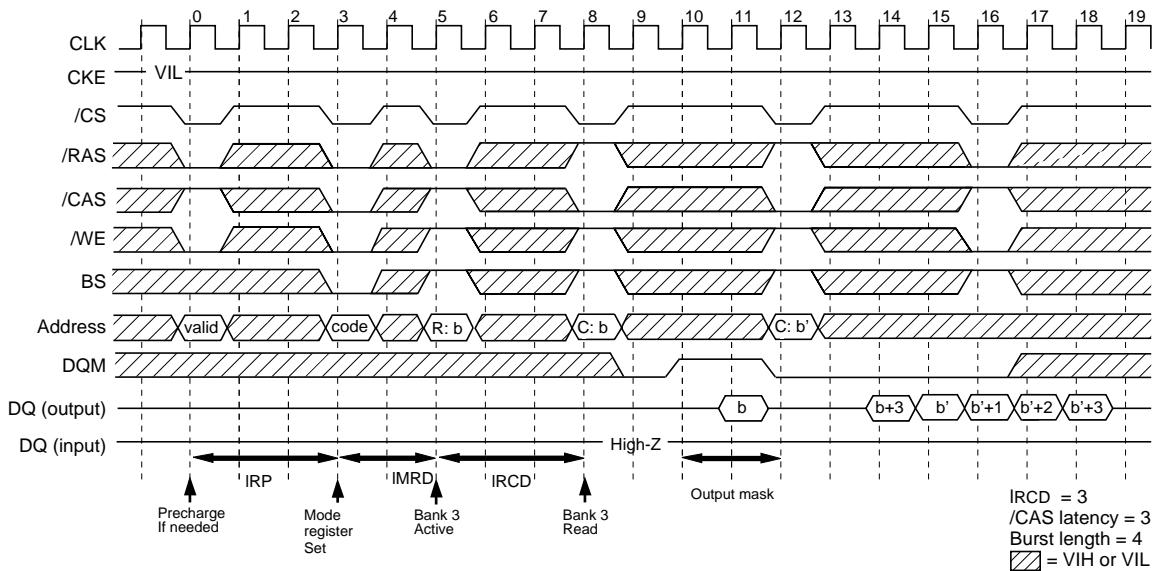 0 1 2 3 4 5 6 7 8 9 10 11 12 13 14 15 16 17 18 19
CLK
CKE VIL
/CS
/RAS
/CAS
/WE
BS
Address valid code R: b C: b C: b’
DQM
DQ (output) b b+3 b’ b’+1 b’+2 b’+3
DQ (input) High-Z
lRP lMRD lRCD Output mask
Precharge
If needed
Mode
register
Set
Bank 3
Active
Bank 3
Read
lRCD = 3
/CAS latency = 3
Burst length = 4
= VIH or VIL